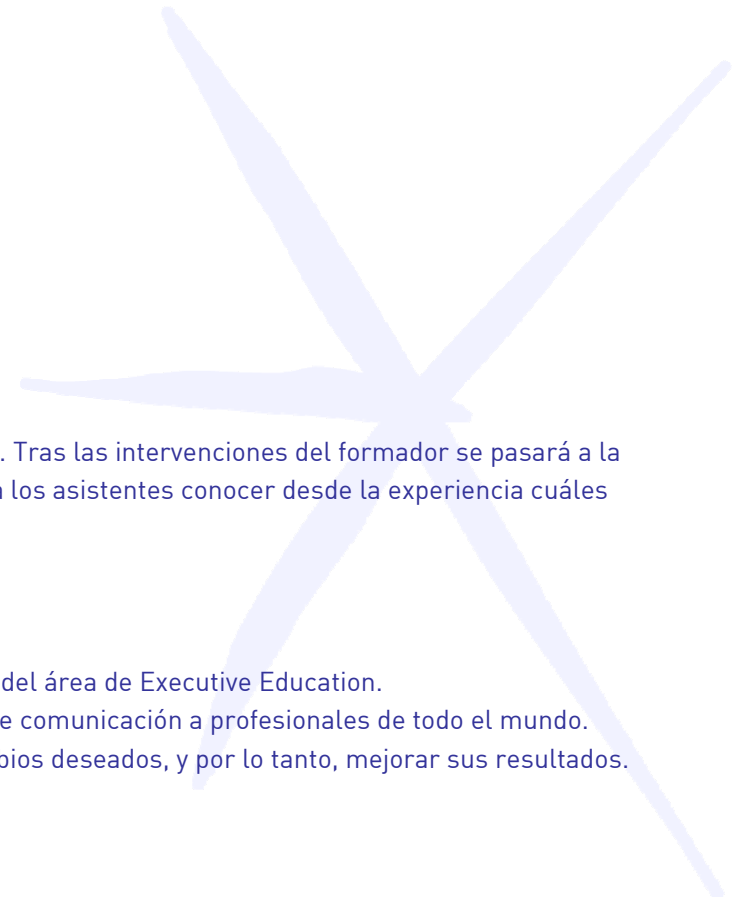 . Tras las intervenciones del formador se pasará a la
los asistentes conocer desde la experiencia cuáles
del área de Executive Education.
e comunicación a profesionales de todo el mundo.
bios deseados, y por lo tanto, mejorar sus resultados.